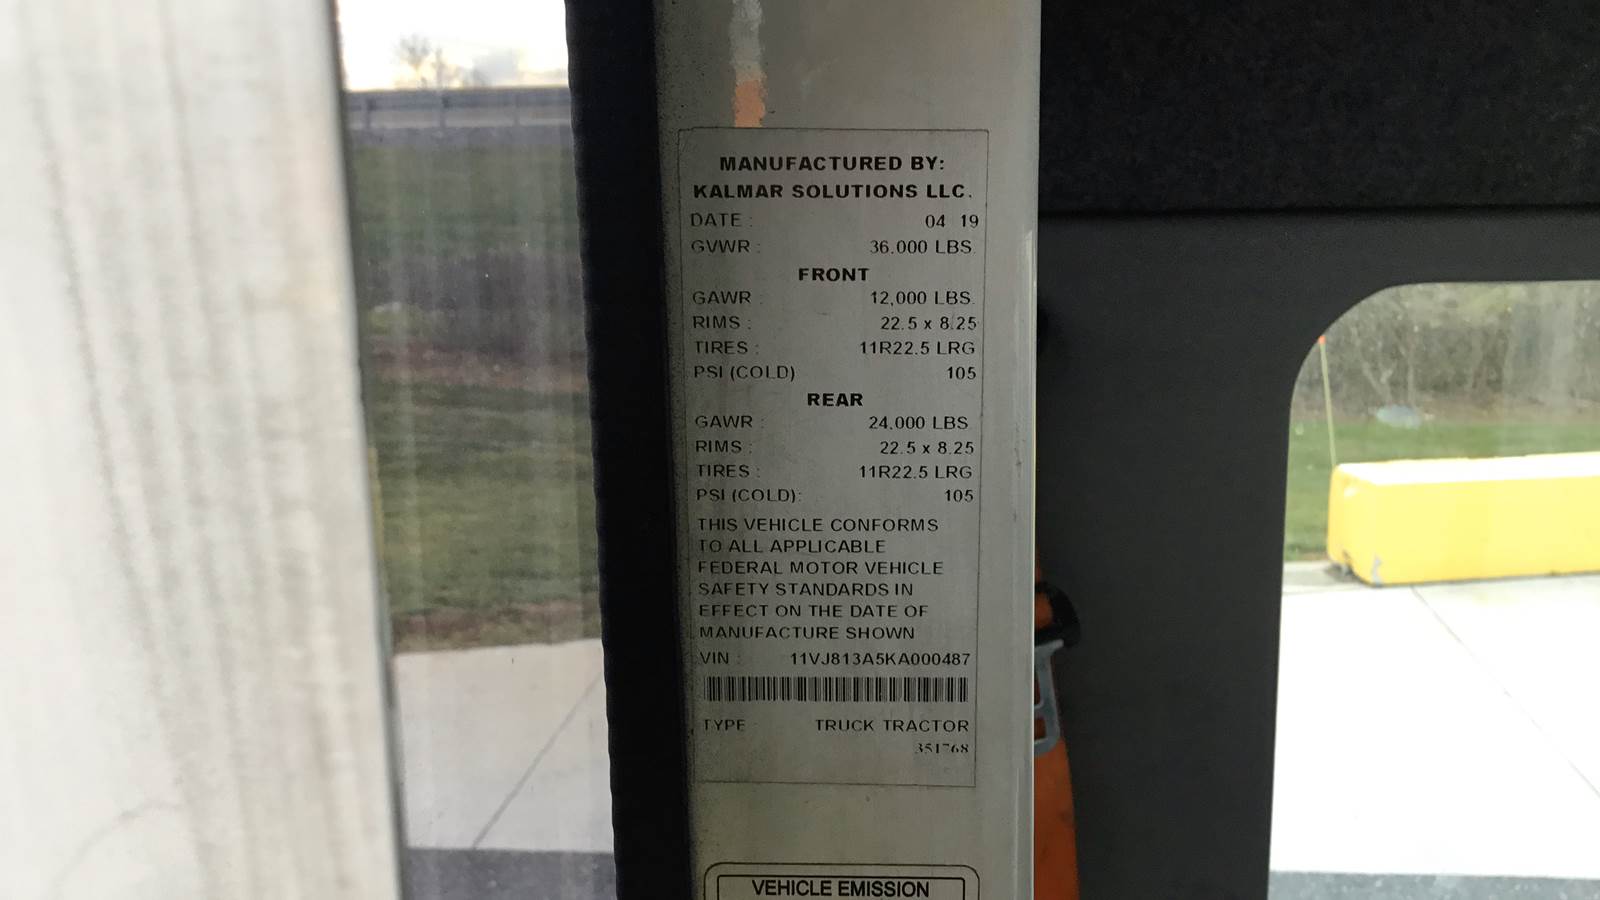 MANUFACTURED BY:
KALMAR SOLUTIONS LLC.
DATE : 04 19
GVWR : 36,000 LBS.
FRONT
GAWR : 12,000 LBS.
RIMS : 22.5 x 8.25
TIRES : 11R22.5 LRG
PSI (COLD) 105
REAR
GAWR : 24,000 LBS
RIMS : 22.5 x 8.25
TIRES : 11R22.5 LRG
PSI (COLD): 105
THIS VEHICLE CONFORMS
TO ALL APPLICABLE
FEDERAL MOTOR VEHICLE
SAFETY STANDARDS IN
EFFECT ON THE DATE OF
MANUFACTURE SHOWN
VIN : 11VJ813A5KA000487
TYPE TRUCK TRACTOR
351768
VEHICLE EMISSION